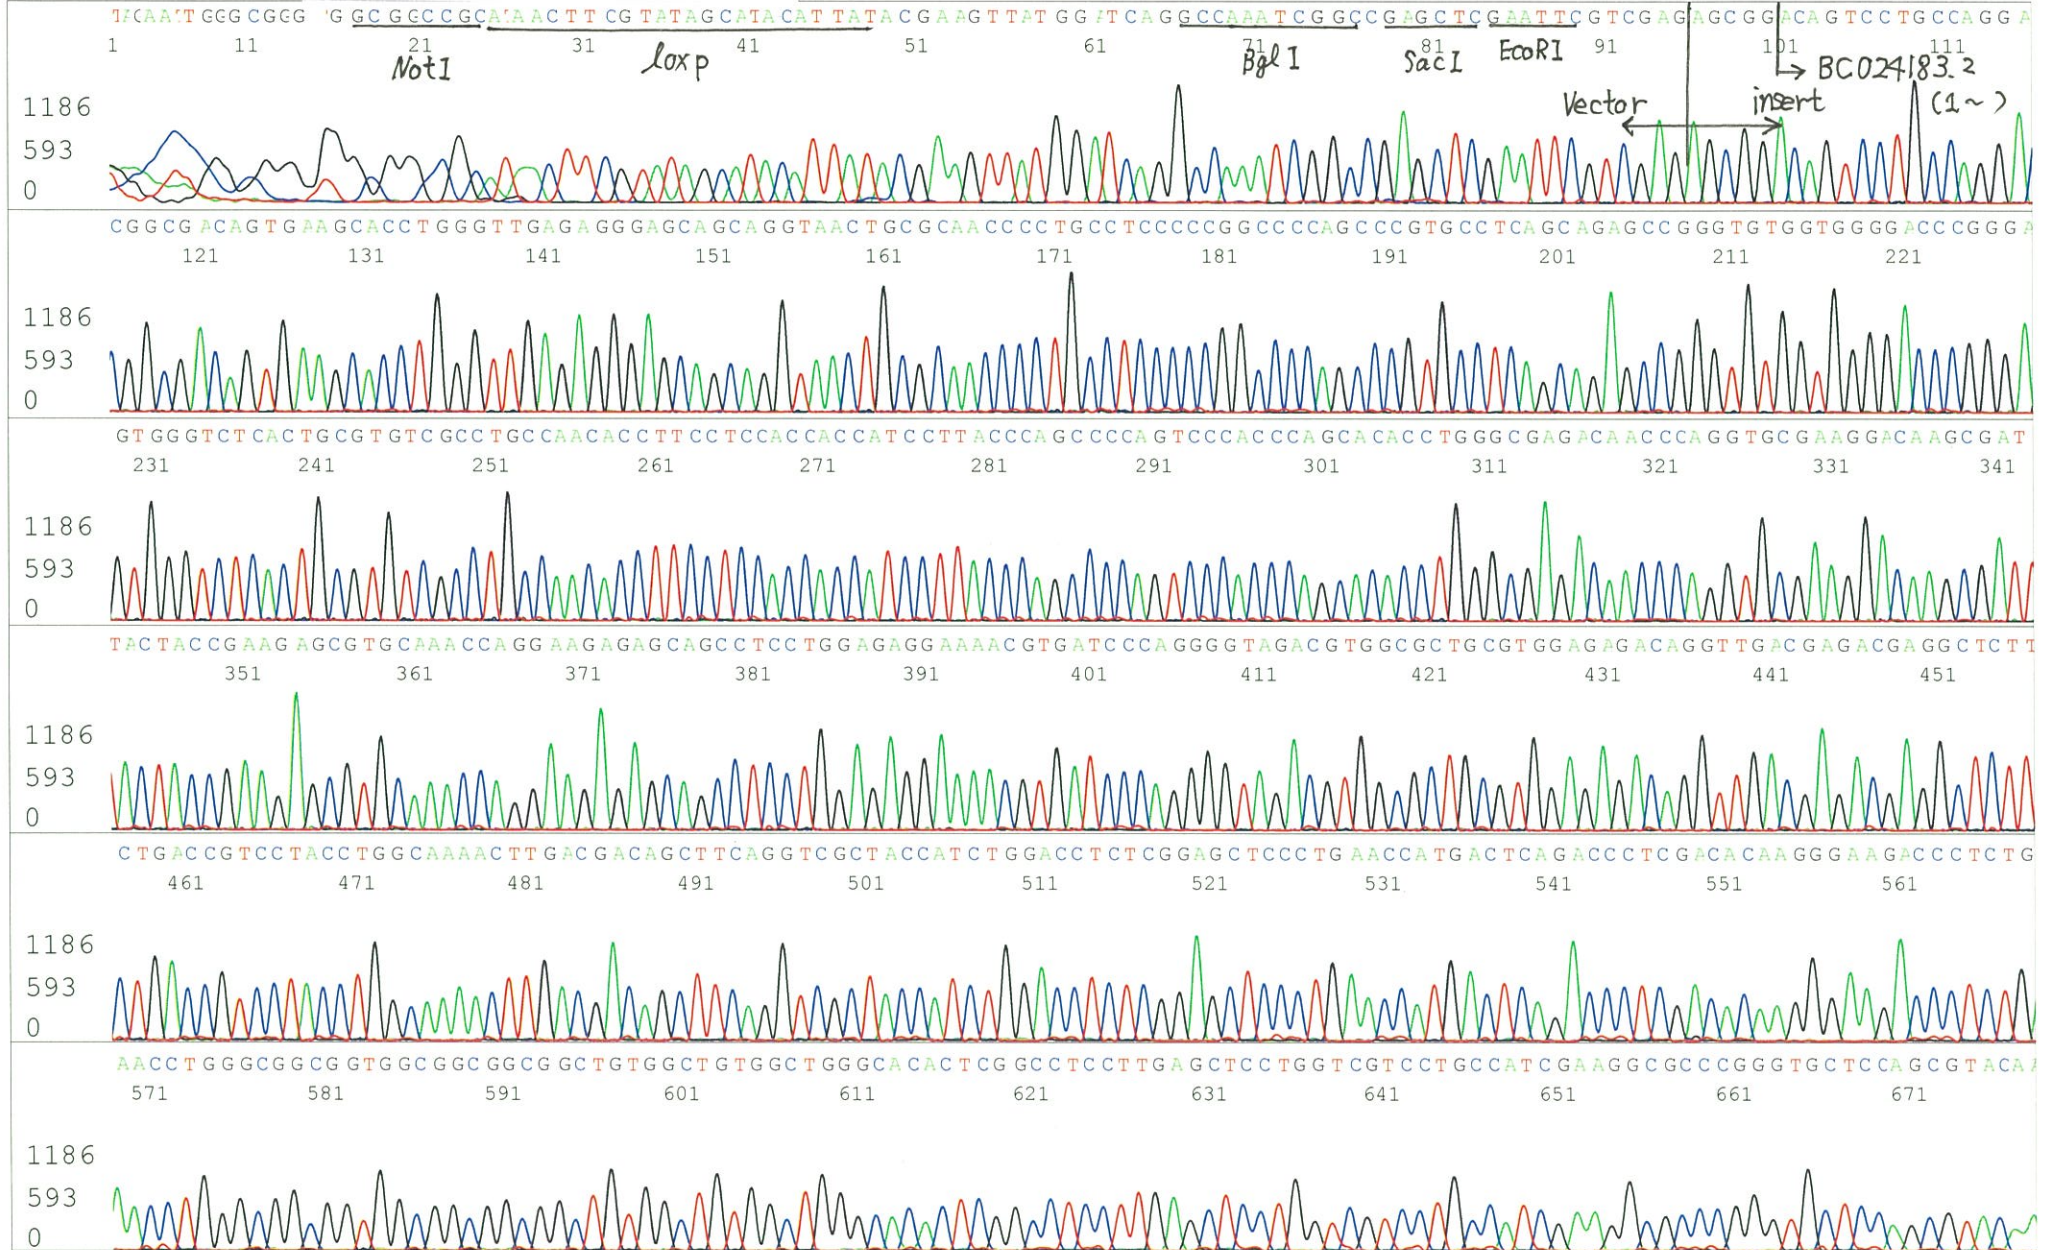 TACAATTGGGCGGG GGCGGCCGCATAACTTCGTATAGCATACATTATACGAAGTTATGGATCAGGCCAAATCGGCCGAGCTCGAATTCGTCGAGAGCGGACAGTCCTGCCAGGA
1 11 21 31 41 51 61 71 81 91 101 111
NotI loxp Bgl I SacI EcoRI
BC024183.2
Vector insert (1~)
1186
593
0
CGGCGACAGTGAAGCACCTGGGTTGAGAGGGAGCAGCAGGTAACTGCGCAACCCCTGCCTCCCCCGGCCCCAGCCCGTGCCTCAGCAGAGCCGGGTGTGGTGGGGACCCGGGA
121 131 141 151 161 171 181 191 201 211 221
1186
593
0
GTGGGTCTCACTGCGTGTCGCCTGCCAACACCTTCCTCCACCACCATCCTTACCCAGCCCCAGTCCCACCCAGCACACCTGGGCGAGACAACCCAGGTGCGAAGGACAAGCGAT
231 241 251 261 271 281 291 301 311 321 331 341
1186
593
0
TACTACCGAAGAGCGTGCAAACCAGGAAGAGAGCAGCCTCCTGGAGAGGAAAACGTGATCCCAGGGGTAGACGTGGCGCTGCGTGGAGAGACAGGTTGACGAGACGAGGCTCTT
351 361 371 381 391 401 411 421 431 441 451
1186
593
0
CTGACCGTCCTACCTGGCAAAACTTGACGACAGCTTCAGGTCGCTACCATCTGGACCTCTCGGAGCTCCCTGAACCATGACTCAGACCCTCGACACAAGGGAAGACCCTCTG
461 471 481 491 501 511 521 531 541 551 561
1186
593
0
AACCTGGGCGGCGGTGGCGGCGGCGGCTGTGGCTGTGGCTGGGCACACTCGGCCTCCTTGAGCTCCTGGTCGTCCTGCCATCGAAGGCGCCCGGGTGCTCCAGCGTACAA
571 581 591 601 611 621 631 641 651 661 671
1186
593
0